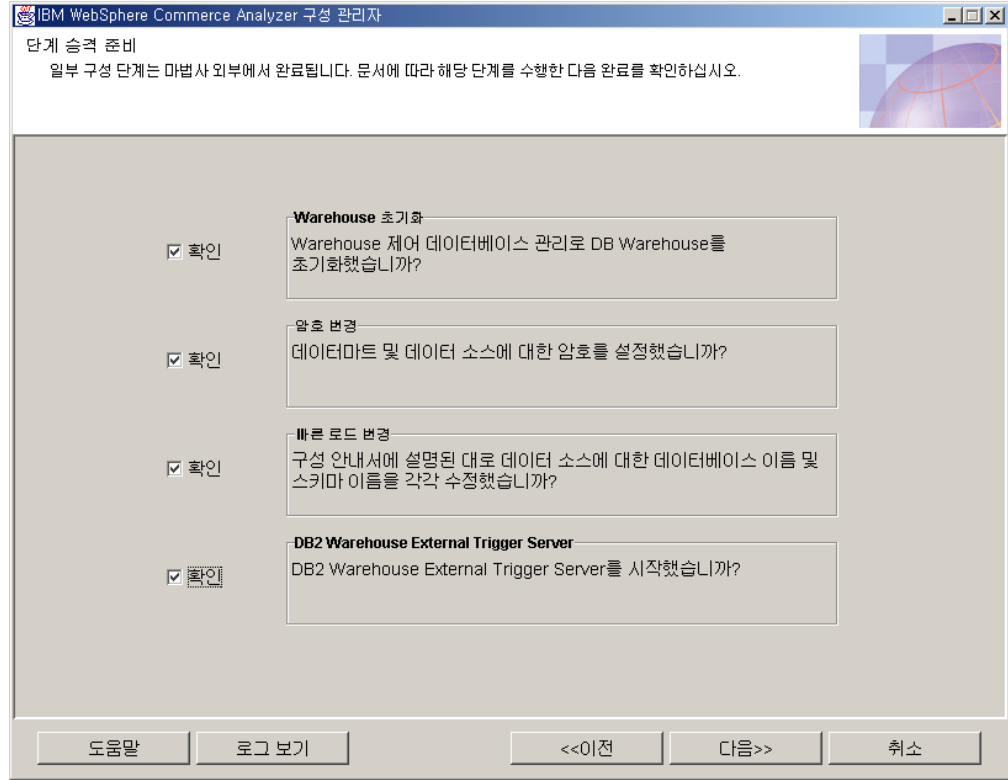 IBM WebSphere Commerce Analyzer 구성 관리자
단계 승격 준비
일부 구성 단계는 마법사 외부에서 완료됩니다. 문서에 따라 해당 단계를 수행한 다음 완료를 확인하십시오.
Warehouse 초기화
확인
Warehouse 제어 데이터베이스 관리로 DB Warehouse를
초기화했습니까?
암호 변경
확인
데이터마트 및 데이터 소스에 대한 암호를 설정했습니까?
빠른 로드 변경
확인
구성 안내서에 설명된 대로 데이터 소스에 대한 데이터베이스 이름 및
스키마 이름을 각각 수정했습니까?
DB2 Warehouse External Trigger Server
확인
DB2 Warehouse External Trigger Server를 시작했습니까?
도움말
로그 보기
<<이전
다음>>
취소